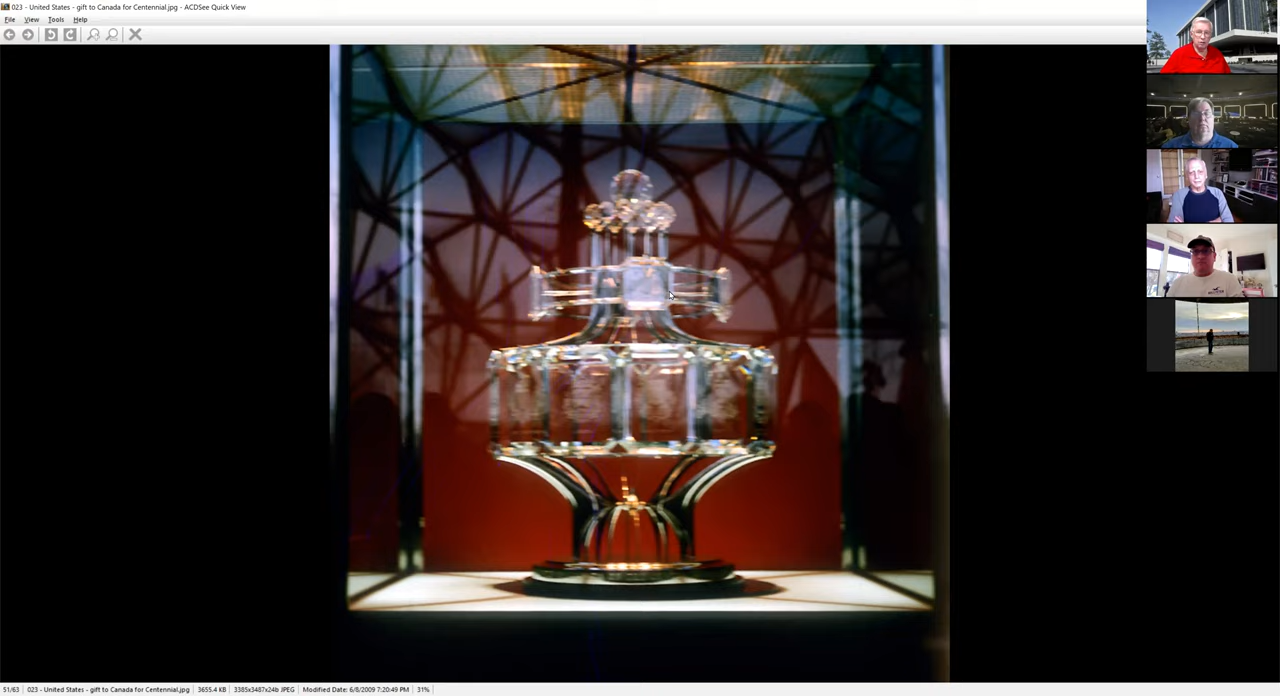 023 - United States - gift to Canada for Centennial.jpg - ACDSee Quick View
File View Tools Help
51/63 023 - United States - gift to Canada for Centennial.jpg 3655.4 KB 3385x3487x24b JPEG Modified Date: 6/8/2009 7:20:49 PM 31%